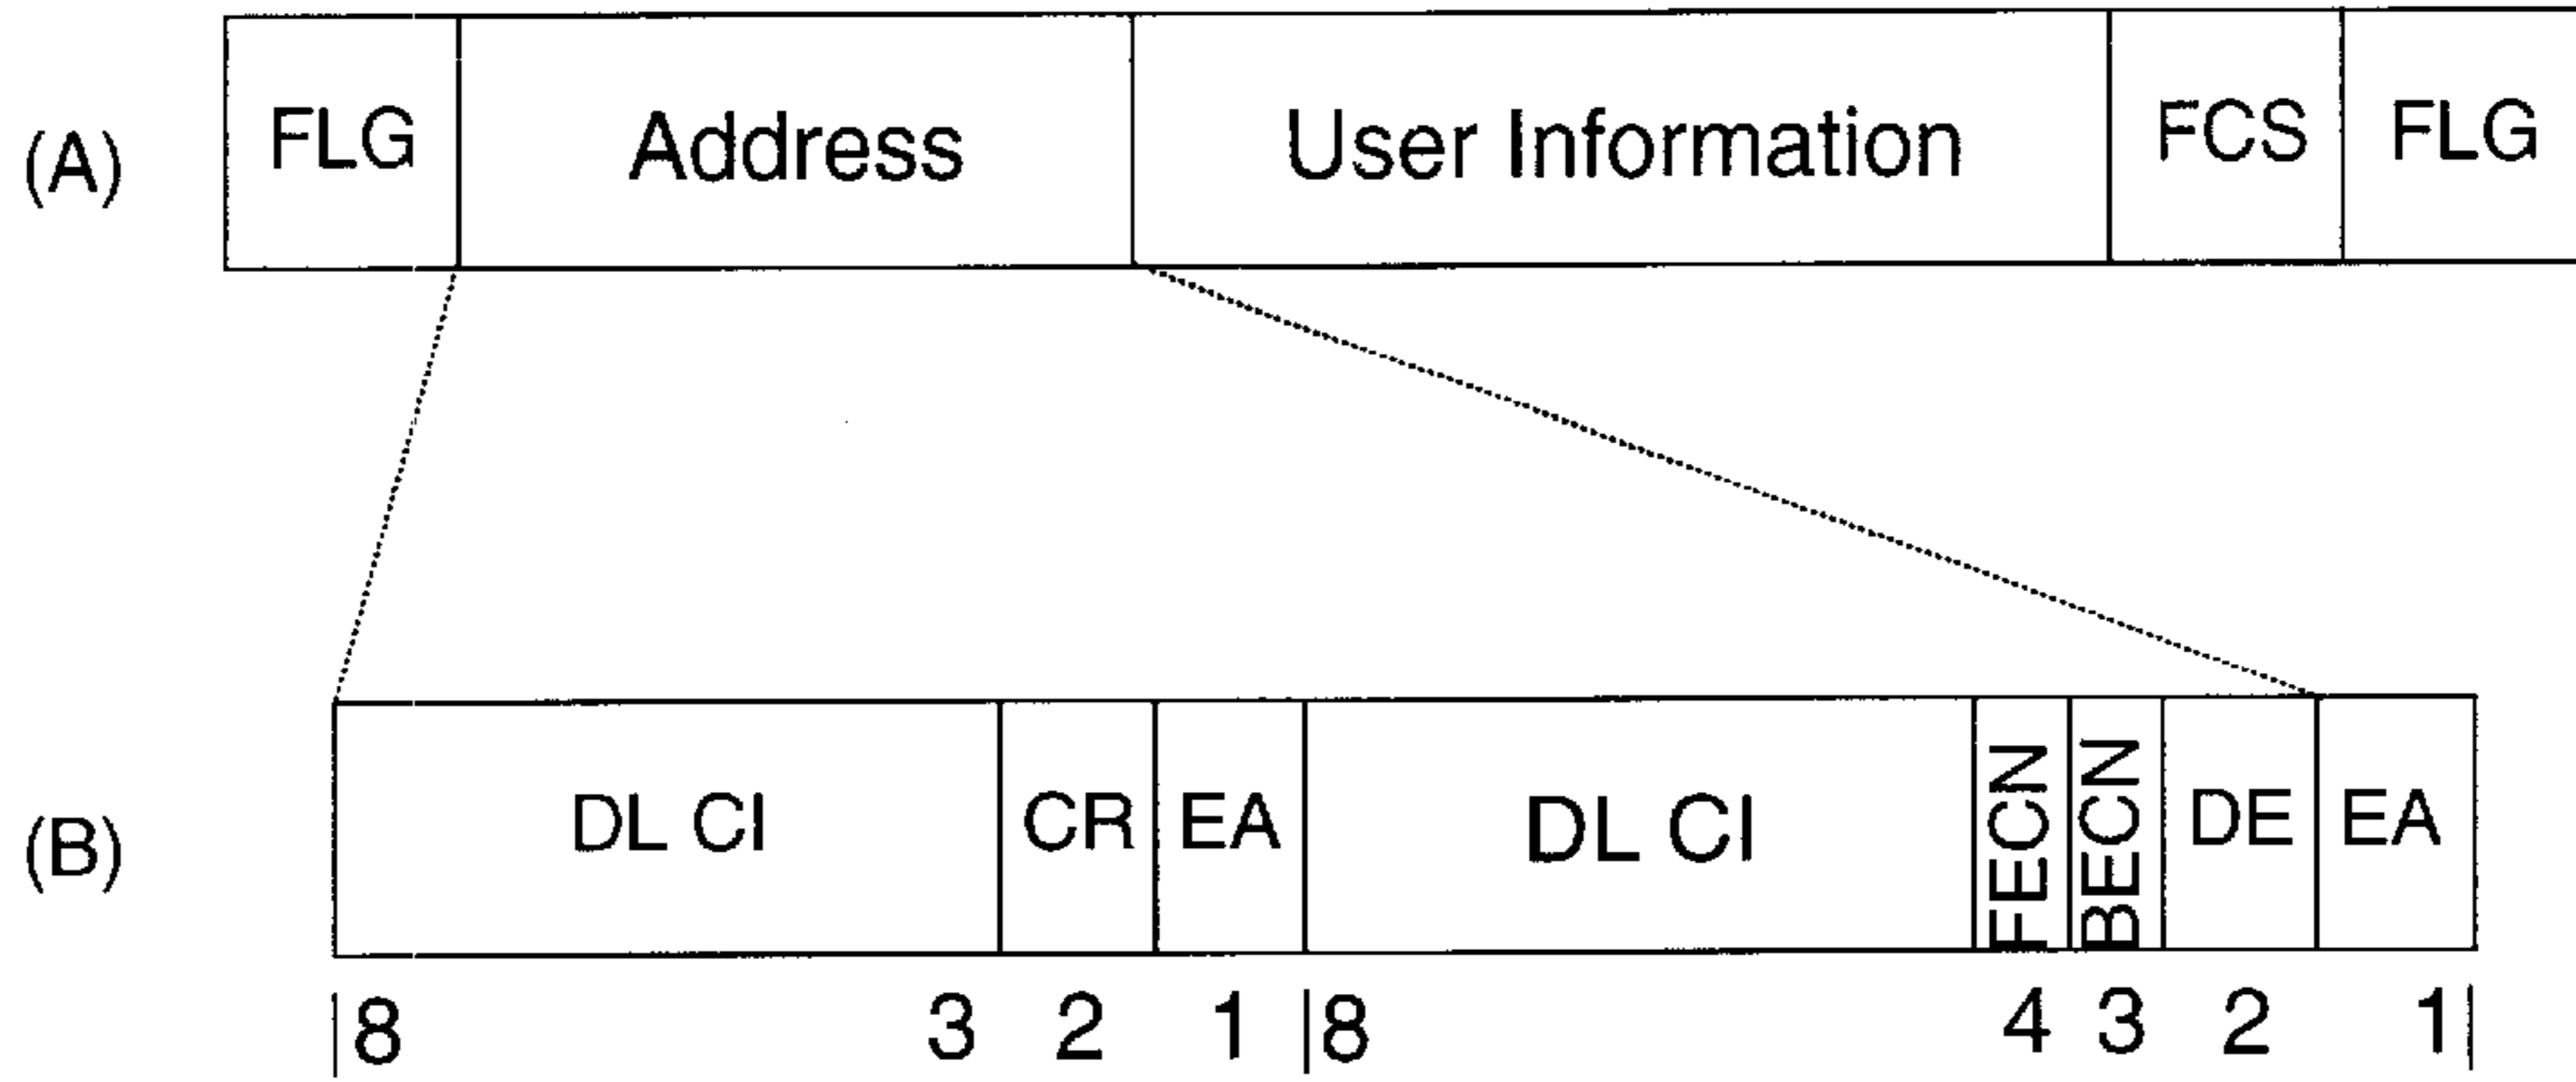 (A) FLG Address User Information FCS FLG
(B) DL CI CR EA DL CI FECN BECN DE EA
8 3 2 1 8 4 3 2 1